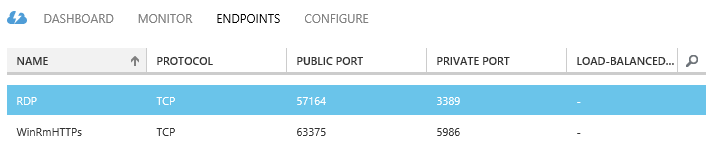 DASHBOARD MONITOR ENDPOINTS CONFIGURE
NAME PROTOCOL PUBLIC PORT PRIVATE PORT LOAD-BALANCED...
RDP TCP 57164 3389 -
WinRmHTTPs TCP 63375 5986 -